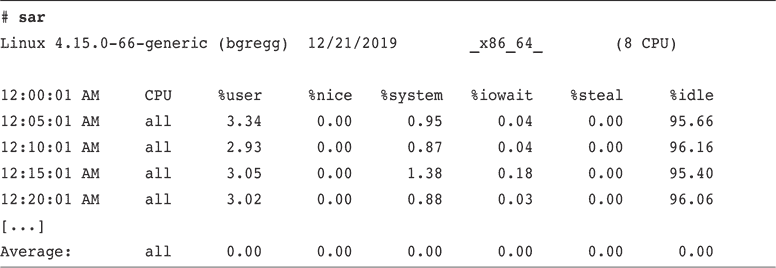 # sar
Linux 4.15.0-66-generic (bgregg)  12/21/2019  _x86_64_  (8 CPU)
12:00:01 AM  CPU  %user  %nice  %system  %iowait  %steal  %idle
12:05:01 AM  all  3.34  0.00  0.95  0.04  0.00  95.66
12:10:01 AM  all  2.93  0.00  0.87  0.04  0.00  96.16
12:15:01 AM  all  3.05  0.00  1.38  0.18  0.00  95.40
12:20:01 AM  all  3.02  0.00  0.88  0.03  0.00  96.06
[...]
Average:  all  0.00  0.00  0.00  0.00  0.00  0.00